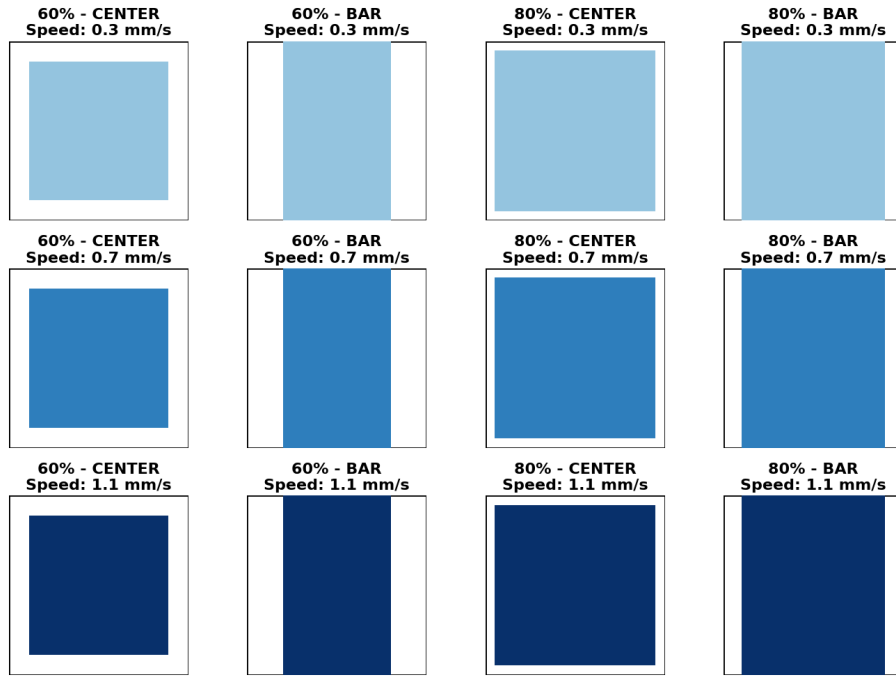 60% - CENTER
Speed: 0.3 mm/s
60% - BAR
Speed: 0.3 mm/s
80% - CENTER
Speed: 0.3 mm/s
80% - BAR
Speed: 0.3 mm/s
60% - CENTER
Speed: 0.7 mm/s
60% - BAR
Speed: 0.7 mm/s
80% - CENTER
Speed: 0.7 mm/s
80% - BAR
Speed: 0.7 mm/s
60% - CENTER
Speed: 1.1 mm/s
60% - BAR
Speed: 1.1 mm/s
80% - CENTER
Speed: 1.1 mm/s
80% - BAR
Speed: 1.1 mm/s